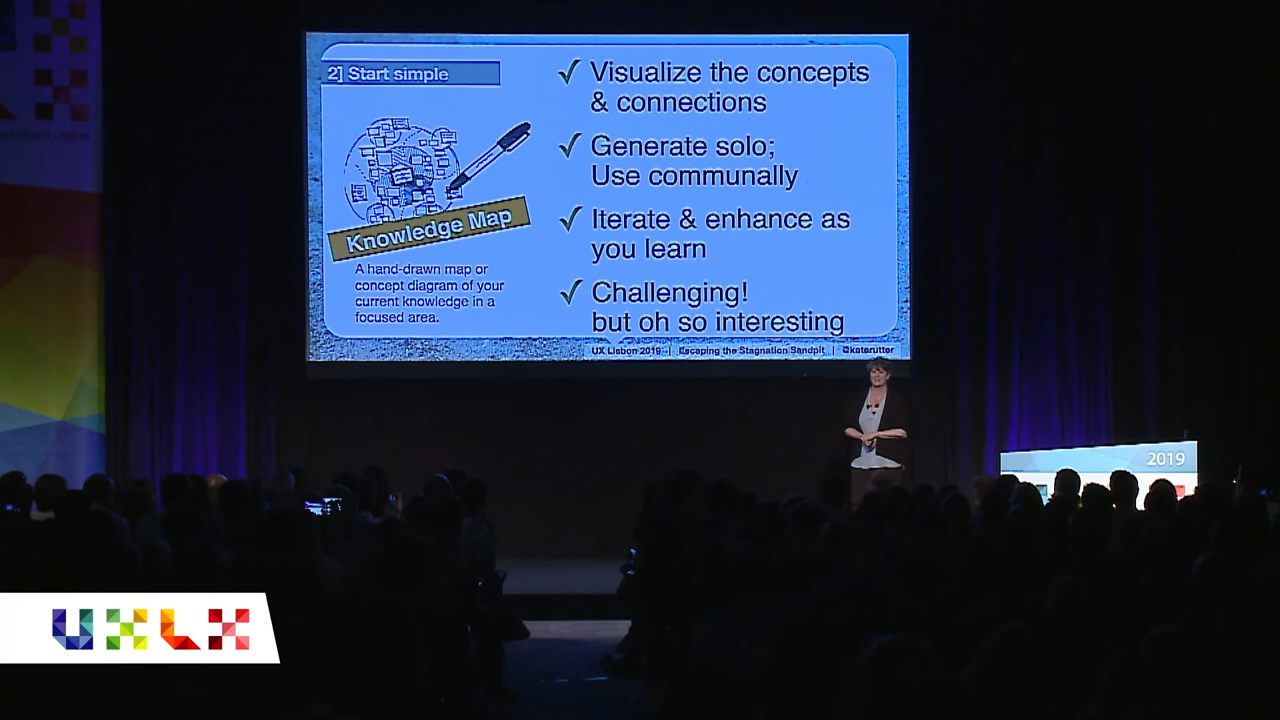 2] Start simple
Knowledge Map
A hand-drawn map or
concept diagram of your
current knowledge in a
focused area.
✓ Visualize the concepts
& connections
✓ Generate solo;
Use communally
✓ Iterate & enhance as
you learn
✓ Challenging!
but oh so interesting
UX Lisbon 2019 | Escaping the Stagnation Sandpit | @katerutter
2019
UXLX